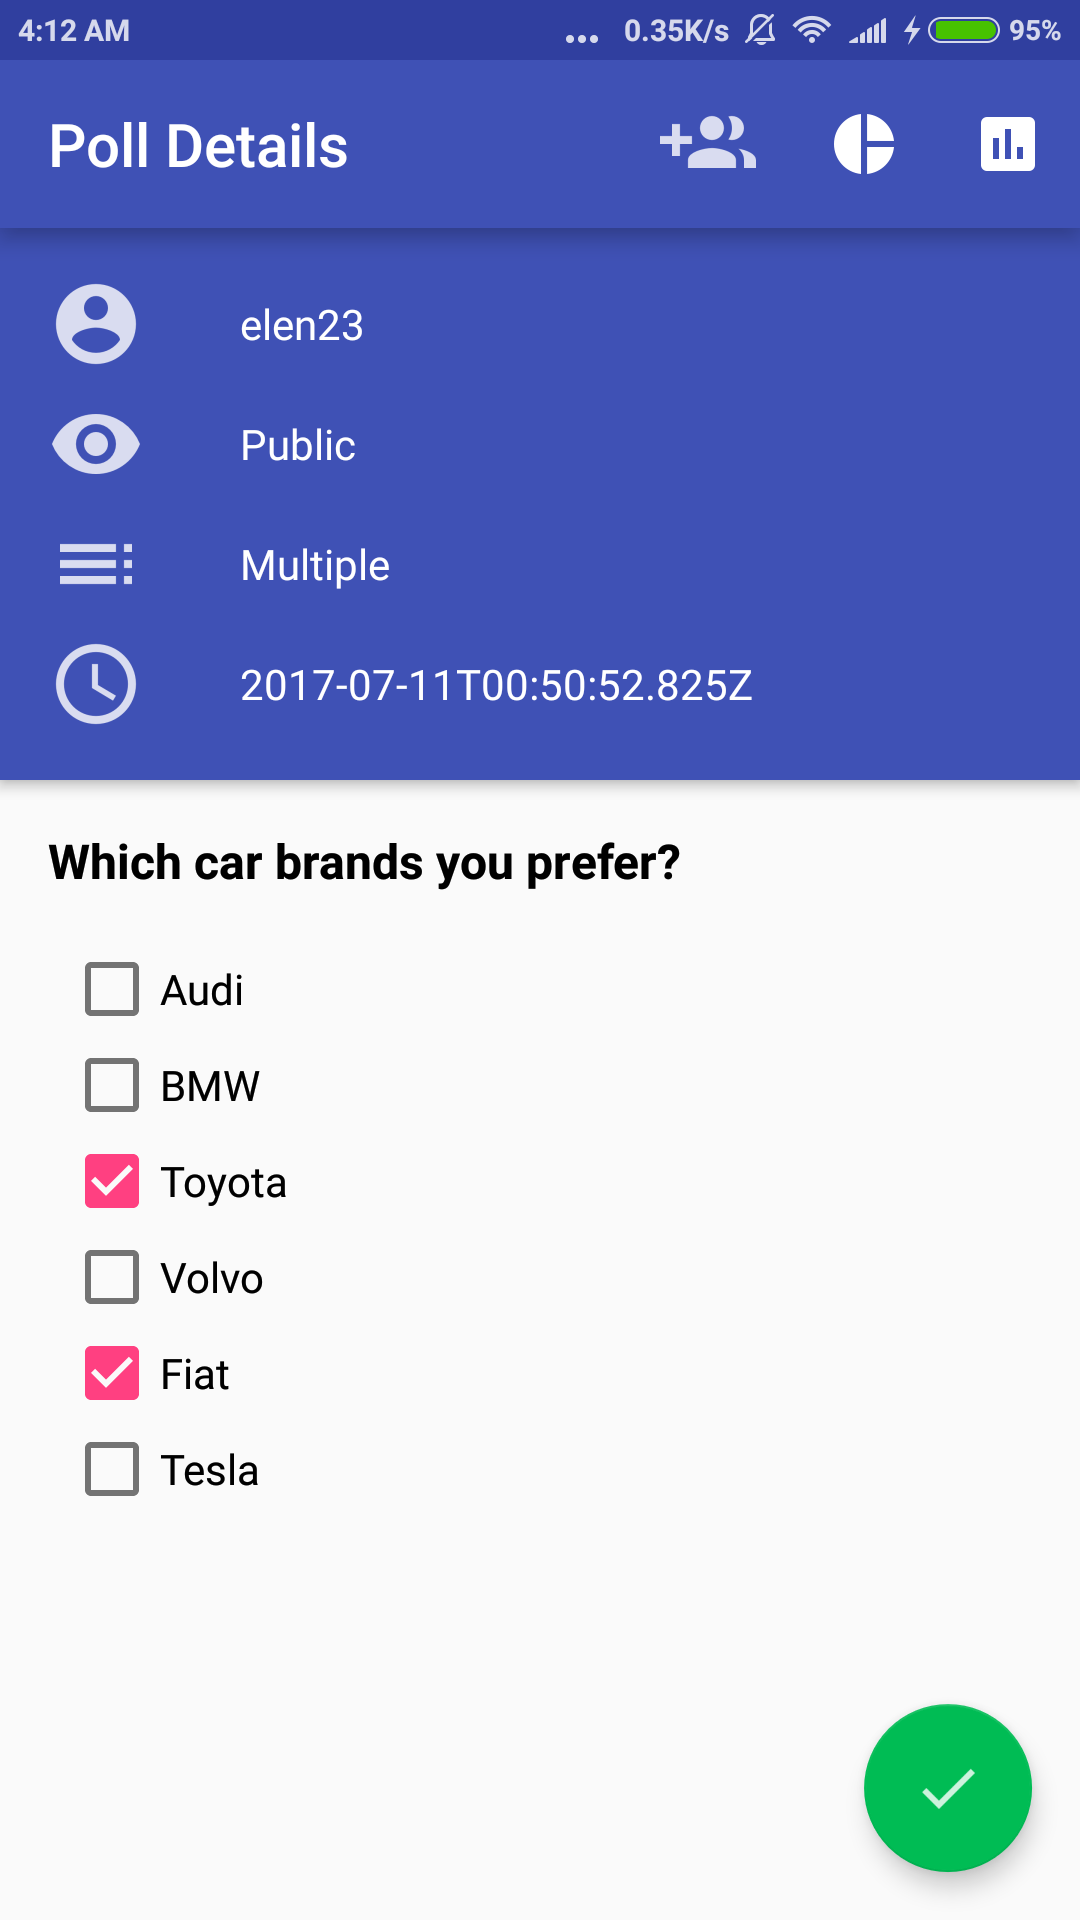 4:12 AM ... 0.35K/s 95%
Poll Details
elen23
Public
Multiple
2017-07-11T00:50:52.825Z
Which car brands you prefer?
Audi
BMW
Toyota
Volvo
Fiat
Tesla